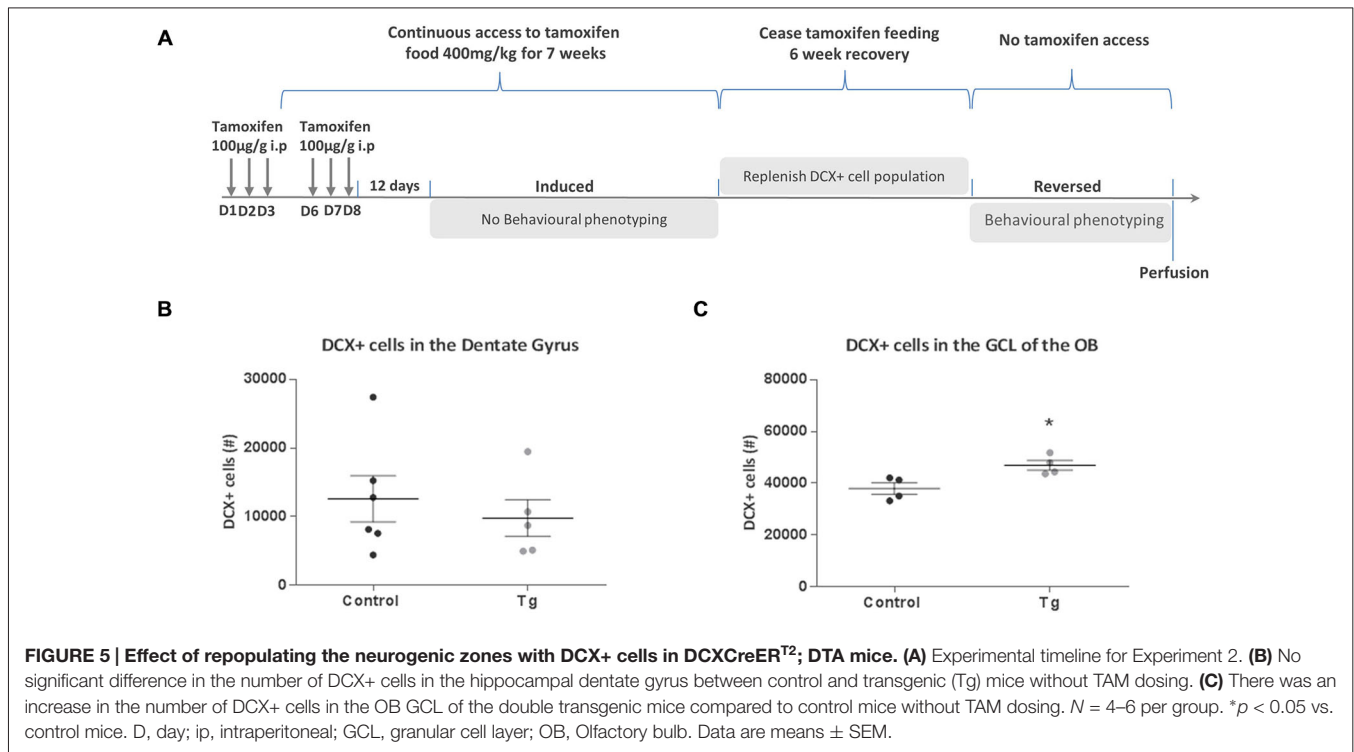 A
Continuous access to tamoxifen
food 400mg/kg for 7 weeks
Cease tamoxifen feeding
6 week recovery
No tamoxifen access
Tamoxifen
100µg/g i.p
Tamoxifen
100µg/g i.p
12 days
Induced
Replenish DCX+ cell population
Reversed
D1 D2 D3
D6 D7 D8
No Behavioural phenotyping
Behavioural phenotyping
Perfusion
B
DCX+ cells in the Dentate Gyrus
DCX+ cells (#)
30000
20000
10000
0
Control
Tg
C
DCX+ cells in the GCL of the OB
DCX+ cells (#)
80000
60000
40000
20000
0
*
Control
Tg
FIGURE 5 | Effect of repopulating the neurogenic zones with DCX+ cells in DCXCreERT2; DTA mice. (A) Experimental timeline for Experiment 2. (B) No
significant difference in the number of DCX+ cells in the hippocampal dentate gyrus between control and transgenic (Tg) mice without TAM dosing. (C) There was an
increase in the number of DCX+ cells in the OB GCL of the double transgenic mice compared to control mice without TAM dosing. N = 4–6 per group. *p < 0.05 vs.
control mice. D, day; ip, intraperitoneal; GCL, granular cell layer; OB, Olfactory bulb. Data are means ± SEM.